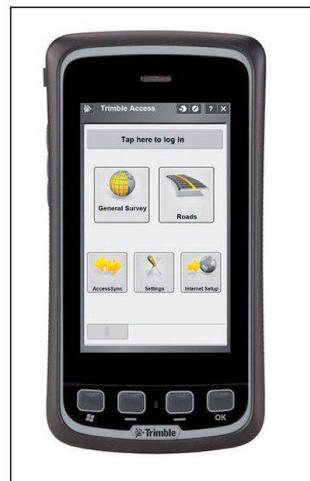 Trimble Access
? X
Tap here to log in
General Survey
Roads
AccessSync
Settings
Internet Setup
OK
Trimble